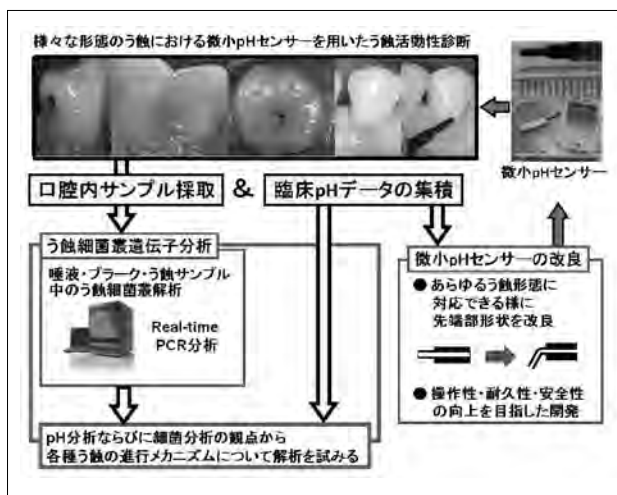 様々な形態のう蝕における微小pHセンサーを用いたう蝕活動性診断
微小pHセンサー
口腔内サンプル採取 & 臨床pHデータの集積
う蝕細菌叢遺伝子分析
唾液・プラーク・う蝕サンプル
中のう蝕細菌叢解析
Real-time
PCR分析
微小pHセンサーの改良
●あらゆるう蝕形態に
対応できる様に
先端部形状を改良
●操作性・耐久性・安全性
の向上を目指した開発
pH分析ならびに細菌分析の観点から
各種う蝕の進行メカニズムについて解析を試みる